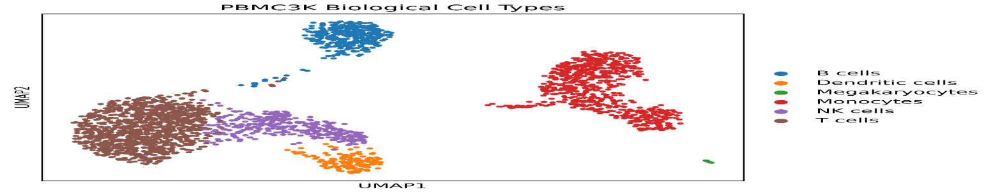 PBMC3K Biological Cell Types
UMAP2
B cells
Dendritic cells
Megakaryocytes
Monocytes
NK cells
T cells
UMAP1